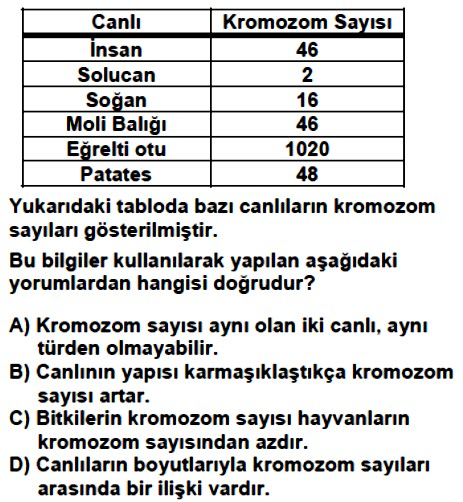 Canlı Kromozom Sayısı
İnsan 46
Solucan 2
Soğan 16
Moli Balığı 46
Eğrelti otu 1020
Patates 48
Yukarıdaki tabloda bazı canlıların kromozom
sayıları gösterilmiştir.
Bu bilgiler kullanılarak yapılan aşağıdaki
yorumlardan hangisi doğrudur?
A) Kromozom sayısı aynı olan iki canlı, aynı
türden olmayabilir.
B) Canlının yapısı karmaşıklaştıkça kromozom
sayısı artar.
C) Bitkilerin kromozom sayısı hayvanların
kromozom sayısından azdır.
D) Canlıların boyutlarıyla kromozom sayıları
arasında bir ilişki vardır.